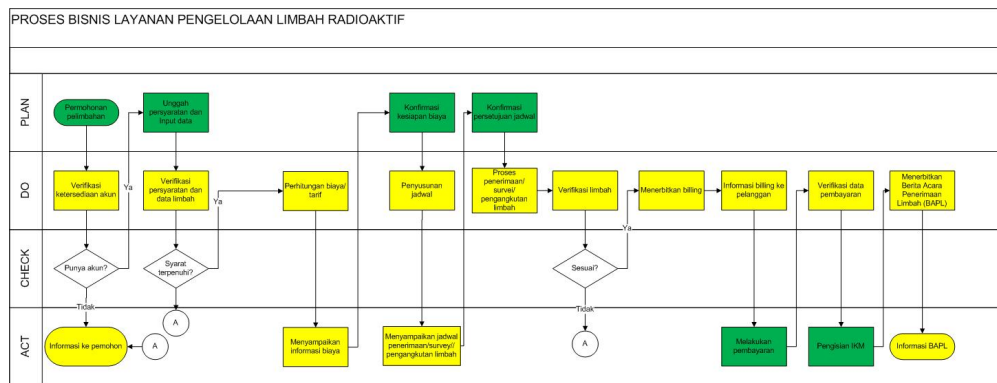 PROSES BISNIS LAYANAN PENGELOLAAN LIMBAH RADIOAKTIF
PLAN
Permohonan
pelimbahan
Unggah
persyaratan dan
input data
Konfirmasi
kesiapan biaya
Konfirmasi
persetujuan jadwal
DO
Verifikasi
ketersediaan akun
Ya
Verifikasi
persyaratan dan
data limbah
Ya
Perhitungan biaya/
tarif
Penyusunan
jadwal
Proses
penerimaan/
survei/
pengangkutan
limbah
Verifikasi limbah
Menerbitkan billing
Informasi billing ke
pelanggan
Verifikasi data
pembayaran
Menerbitkan
Berita Acara
Penerimaan
Limbah (BAPL)
CHECK
Punya akun?
Syarat
terpenuhi?
Sesuai?
Ya
Tidak
Tidak
ACT
Informasi ke pemohon
A
A
Menyampaikan
informasi biaya
Menyampaikan jadwal
penerimaan/survey//
pengangkutan limbah
A
Melakukan
pembayaran
Pengisian IKM
Informasi BAPL